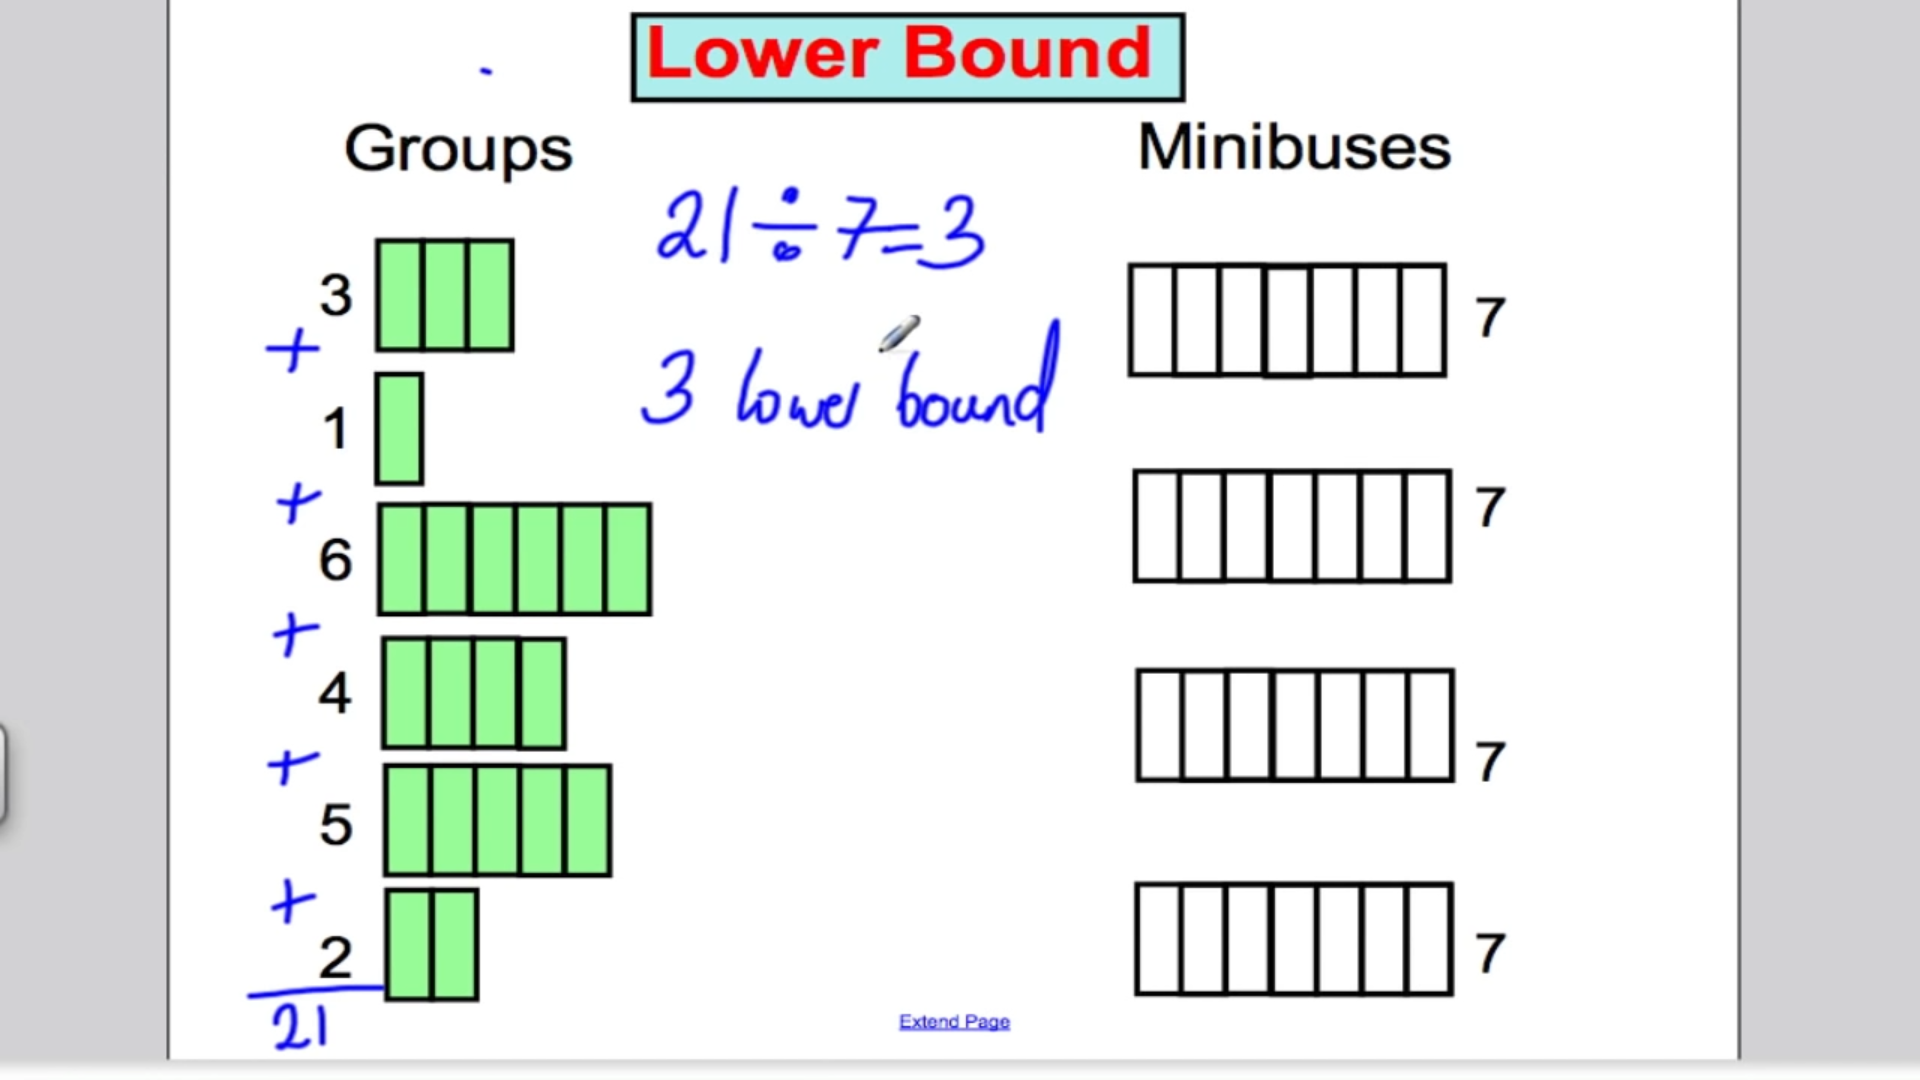 Lower Bound
Groups
Minibuses
21 ÷ 7 = 3
3 lower bound
3
+
1
+
6
+
4
+
5
+
2
21
7
7
7
7
Extend Page